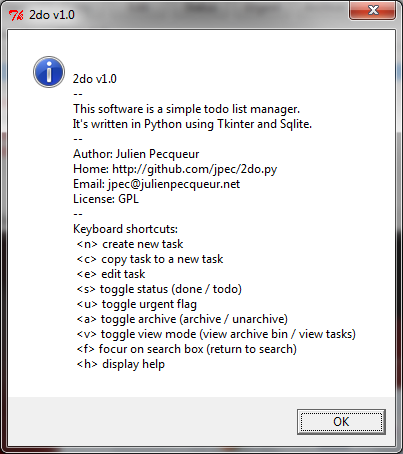 2do v1.0
2do v1.0
--
This software is a simple todo list manager.
It's written in Python using Tkinter and Sqlite.
--
Author: Julien Pecqueur
Home: http://github.com/jpec/2do.py
Email: jpec@julienpecqueur.net
License: GPL
--
Keyboard shortcuts:
<n> create new task
<c> copy task to a new task
<e> edit task
<s> toggle status (done / todo)
<u> toggle urgent flag
<a> toggle archive (archive / unarchive)
<v> toggle view mode (view archive bin / view tasks)
<f> focus on search box (return to search)
<h> display help
OK